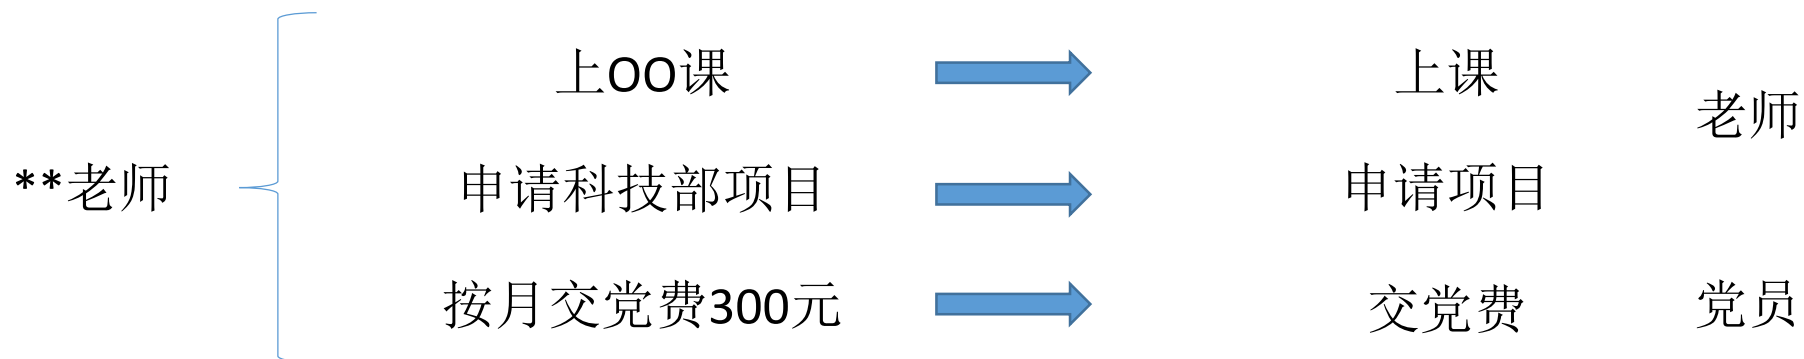 上OO课
上课
老师
**老师
申请科技部项目
申请项目
按月交党费300元
交党费
党员